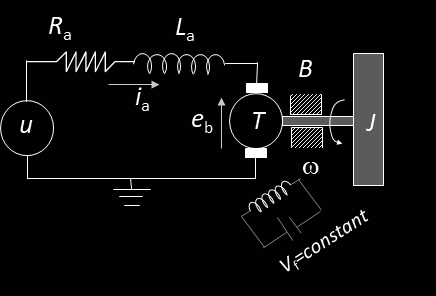 Ra La
B
ia
u eb T J
ω
Vf=constant